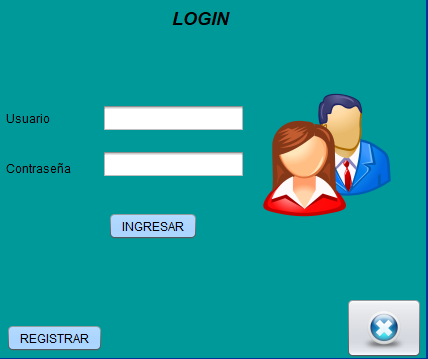 LOGIN
Usuario
Contraseña
INGRESAR
REGISTRAR